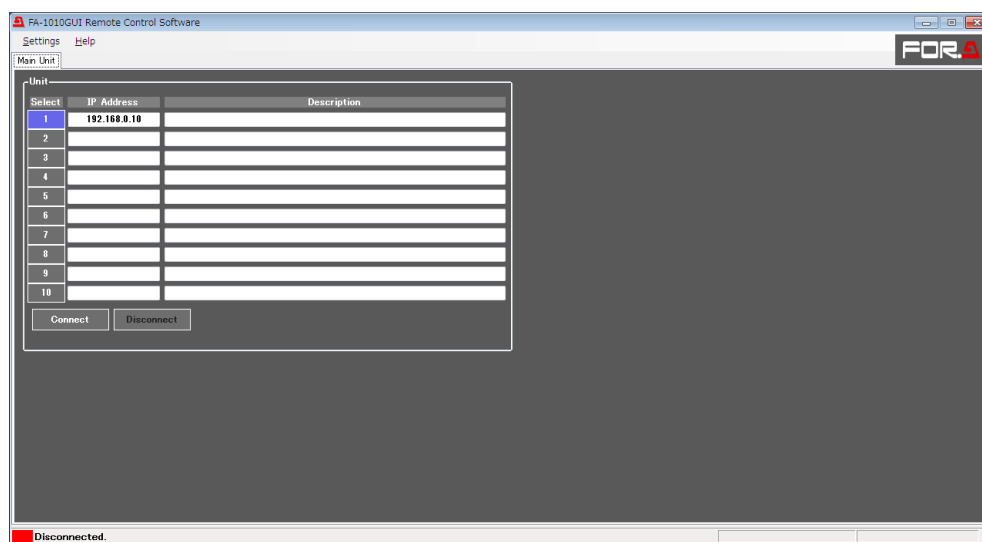 FA-1010GUI Remote Control Software
Settings Help
FOR.A
Main Unit
Unit
Select IP Address Description
1 192.168.0.10
2
3
4
5
6
7
8
9
10
Connect Disconnect
Disconnected.